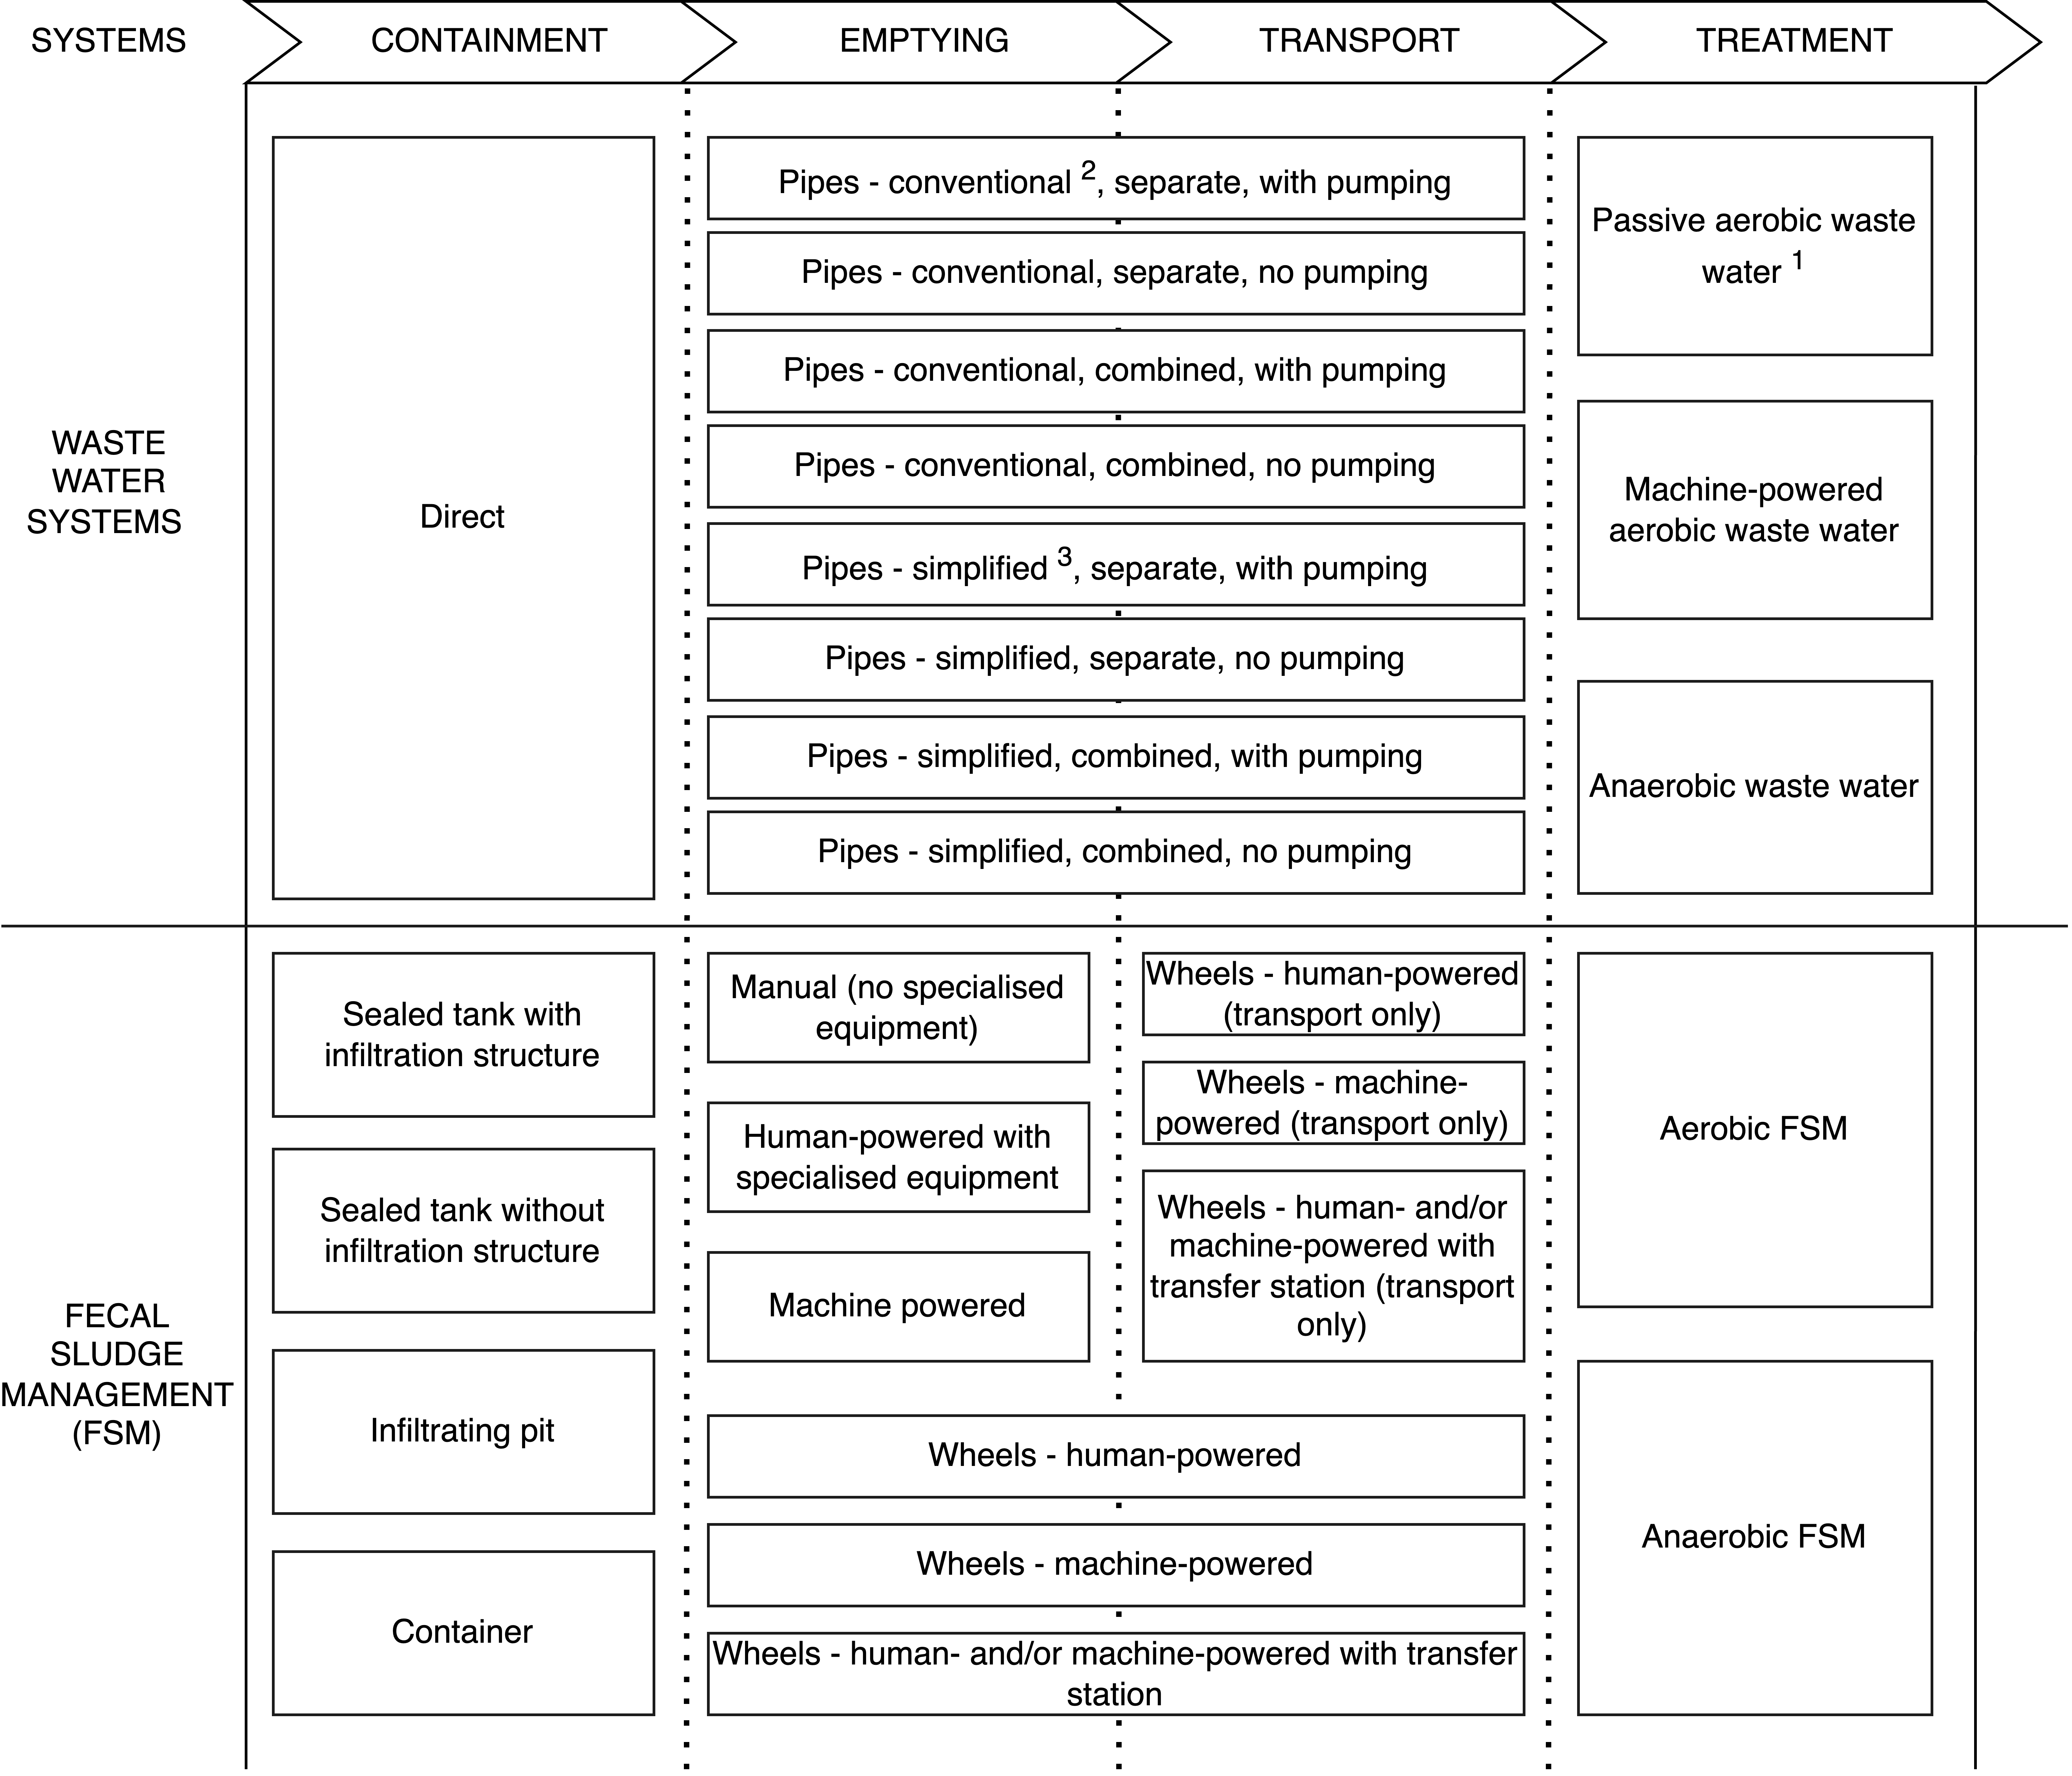 SYSTEMS
CONTAINMENT
EMPTYING
TRANSPORT
TREATMENT
WASTE
WATER
SYSTEMS
Direct
Pipes - conventional 2, separate, with pumping
Pipes - conventional, separate, no pumping
Pipes - conventional, combined, with pumping
Pipes - conventional, combined, no pumping
Pipes - simplified 3, separate, with pumping
Pipes - simplified, separate, no pumping
Pipes - simplified, combined, with pumping
Pipes - simplified, combined, no pumping
Passive aerobic waste
water 1
Machine-powered
aerobic waste water
Anaerobic waste water
FECAL
SLUDGE
MANAGEMENT
(FSM)
Sealed tank with
infiltration structure
Sealed tank without
infiltration structure
Infiltrating pit
Container
Manual (no specialised
equipment)
Human-powered with
specialised equipment
Machine powered
Wheels - human-powered
(transport only)
Wheels - machine-
powered (transport only)
Wheels - human- and/or
machine-powered with
transfer station (transport
only)
Wheels - human-powered
Wheels - machine-powered
Wheels - human- and/or machine-powered with transfer
station
Aerobic FSM
Anaerobic FSM